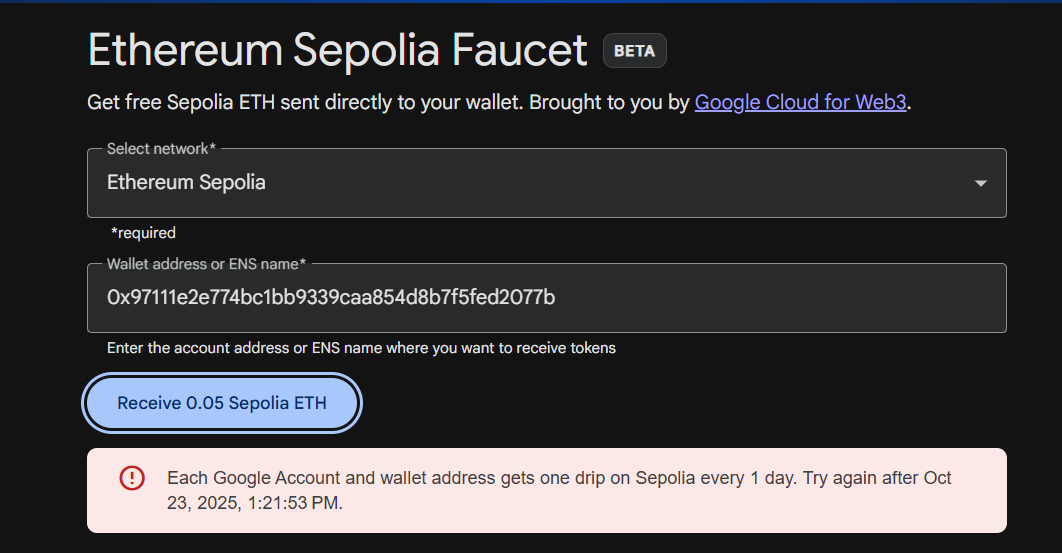 Ethereum Sepolia Faucet BETA
Get free Sepolia ETH sent directly to your wallet. Brought to you by Google Cloud for Web3.
Select network*
Ethereum Sepolia
*required
Wallet address or ENS name*
0x97111e2e774bc1bb9339caa854d8b7f5fed2077b
Enter the account address or ENS name where you want to receive tokens
Receive 0.05 Sepolia ETH
Each Google Account and wallet address gets one drip on Sepolia every 1 day. Try again after Oct
23, 2025, 1:21:53 PM.